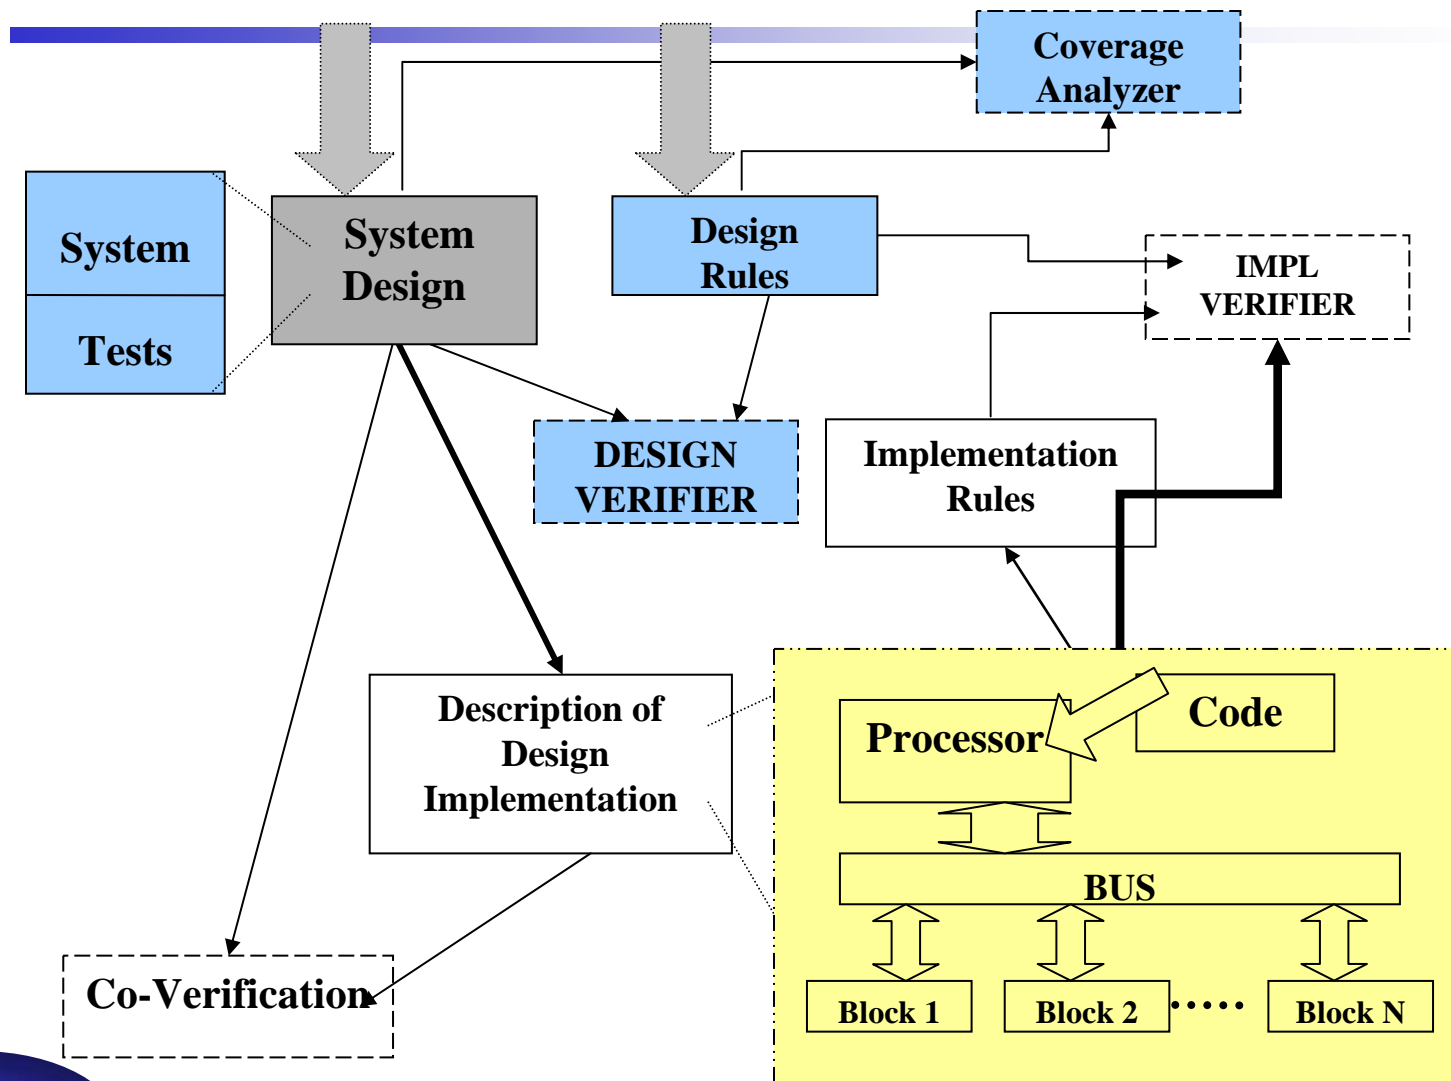 Coverage
Analyzer
System
Tests
System
Design
Design
Rules
IMPL
VERIFIER
DESIGN
VERIFIER
Implementation
Rules
Description of
Design
Implementation
Processor
Code
BUS
Block 1
Block 2
.....
Block N
Co-Verification